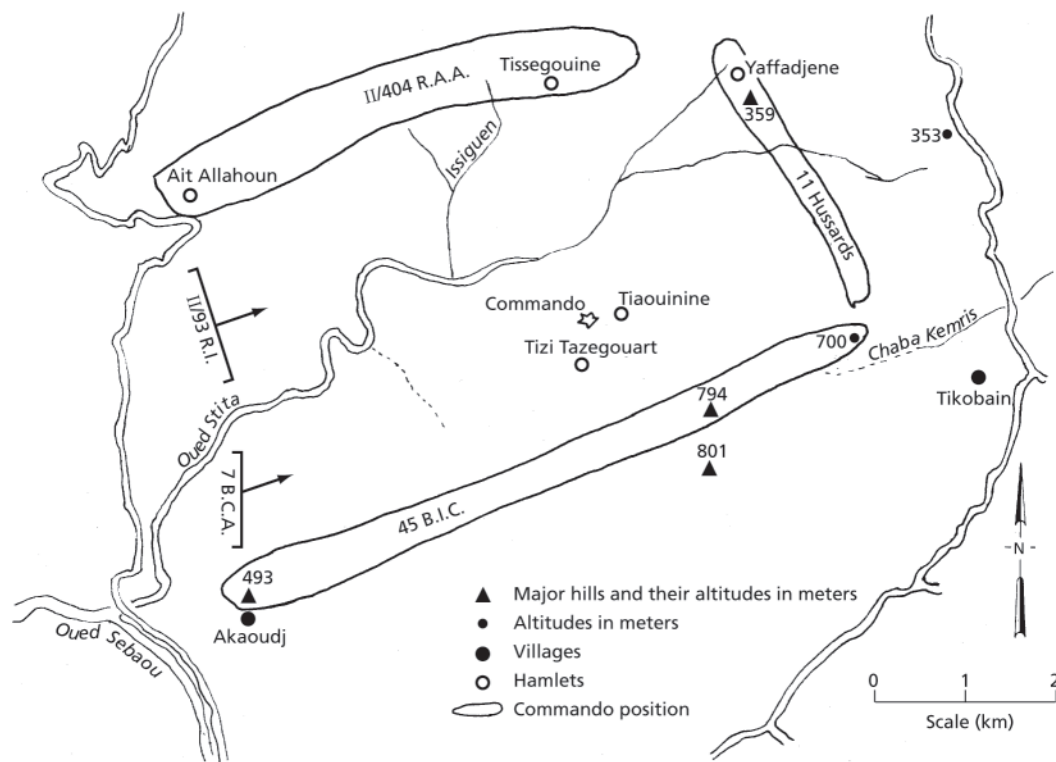 Tissegouine
II/404 R.A.A.
Yaffadjene
359
353
Issiguen
Ait Allahoun
11 Hussards
II/93 R.I.
Commando
Tiaouinine
Tizi Tazegouart
700
Chaba Kemris
Tikobain
Oued Stita
794
801
7 B.C.A.
45 B.I.C.
493
Akaoudj
Oued Sebaou
N
Major hills and their altitudes in meters
Altitudes in meters
Villages
Hamlets
Commando position
0 1 2
Scale (km)